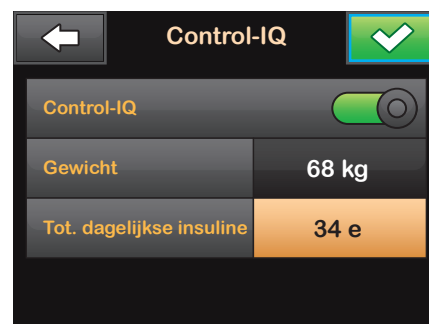 Control-IQ
Control-IQ
Gewicht 68 kg
Tot. dagelijkse insuline 34 e